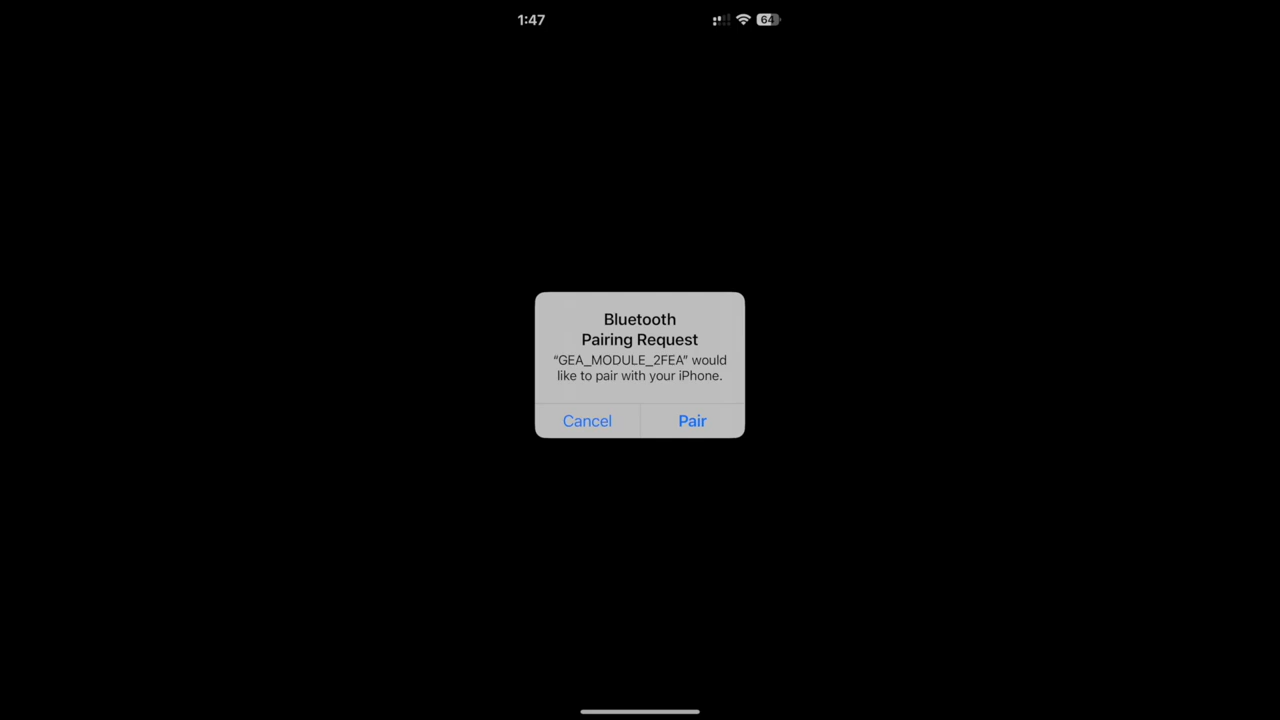 1:47
64
Bluetooth
Pairing Request
“GEA_MODULE_2FEA” would
like to pair with your iPhone.
Cancel
Pair